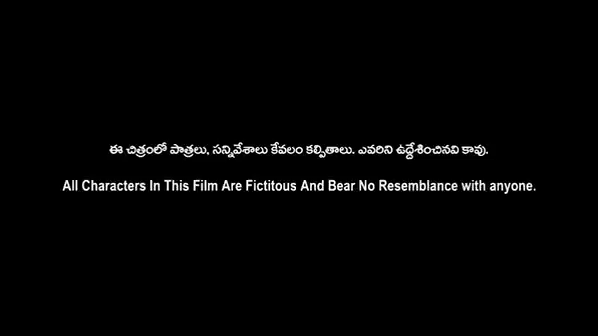 ఈ చిత్రంలో పాత్రలు, సన్నివేశాలు కేవలం కల్పితాలు. ఎవరిని ఉద్దేశించినవి కావు.
All Characters In This Film Are Fictitous And Bear No Resemblance with anyone.